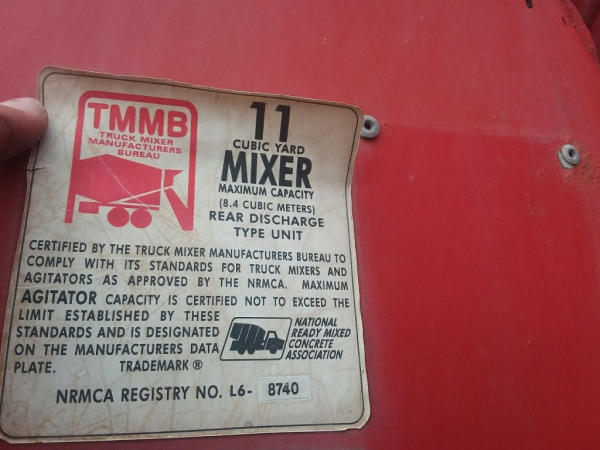 TMMB
TRUCK MIXER
MANUFACTURERS
BUREAU
11
CUBIC YARD
MIXER
MAXIMUM CAPACITY
(8.4 CUBIC METERS)
REAR DISCHARGE
TYPE UNIT
CERTIFIED BY THE TRUCK MIXER MANUFACTURERS BUREAU TO
COMPLY WITH ITS STANDARDS FOR TRUCK MIXERS AND
AGITATORS AS APPROVED BY THE NRMCA. MAXIMUM
AGITATOR CAPACITY IS CERTIFIED NOT TO EXCEED THE
LIMIT ESTABLISHED BY THESE
STANDARDS AND IS DESIGNATED
ON THE MANUFACTURERS DATA
PLATE. TRADEMARK ®
NATIONAL
READY MIXED
CONCRETE
ASSOCIATION
NRMCA REGISTRY NO. L6- 8740